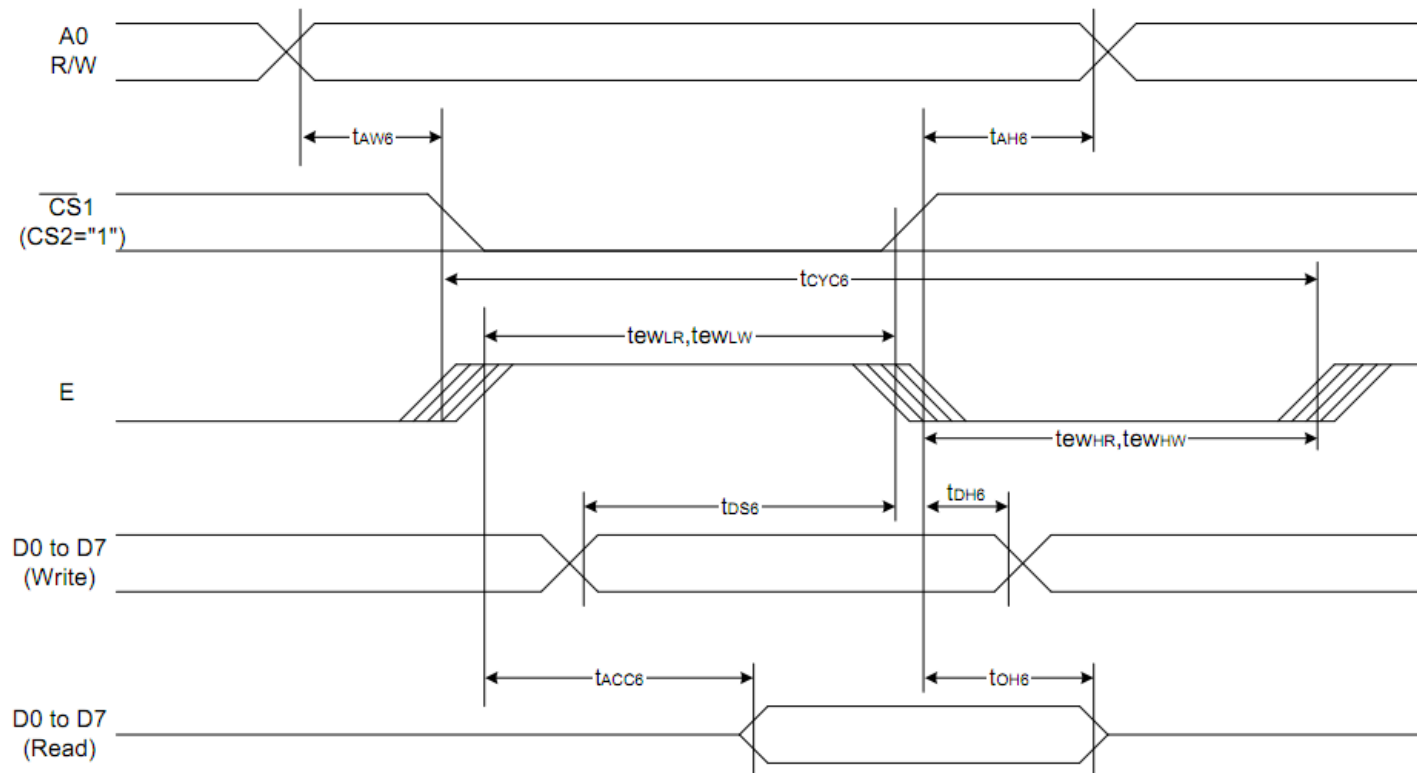 A0
R/W
tAW6
tAH6
CS1
(CS2="1")
tCYC6
tewLR,tewLW
E
tewHR,tewHW
tDS6
tDH6
D0 to D7
(Write)
tACC6
tOH6
D0 to D7
(Read)